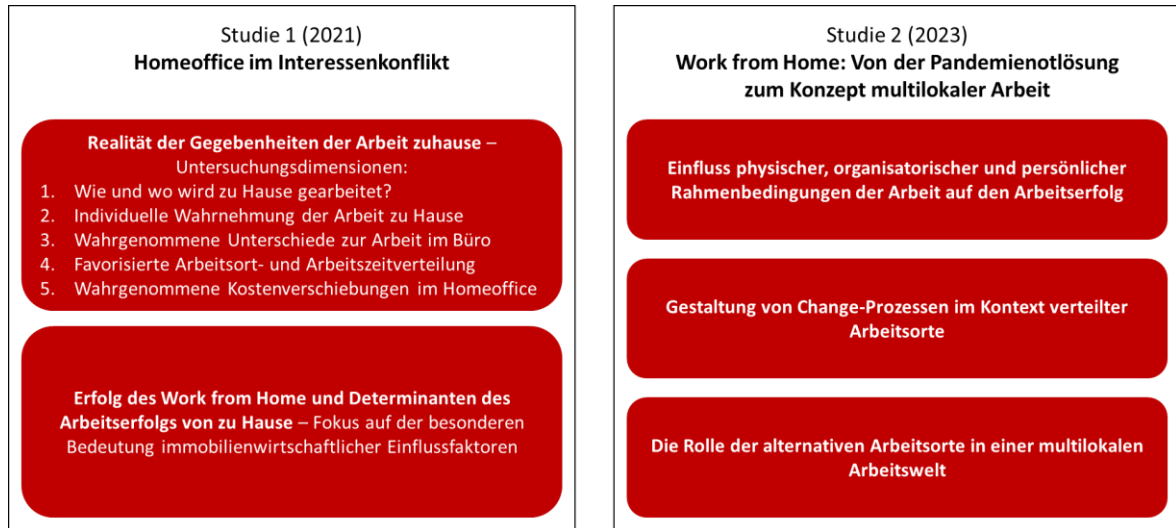 Studie 1 (2021)
Homeoffice im Interessenkonflikt
Realität der Gegebenheiten der Arbeit zuhause –
Untersuchungsdimensionen:
1. Wie und wo wird zu Hause gearbeitet?
2. Individuelle Wahrnehmung der Arbeit zu Hause
3. Wahrgenommene Unterschiede zur Arbeit im Büro
4. Favorisierte Arbeitsort- und Arbeitszeitverteilung
5. Wahrgenommene Kostenverschiebungen im Homeoffice
Erfolg des Work from Home und Determinanten des
Arbeitserfolgs von zu Hause – Fokus auf der besonderen
Bedeutung immobilienwirtschaftlicher Einflussfaktoren
Studie 2 (2023)
Work from Home: Von der Pandemienotlösung
zum Konzept multilokaler Arbeit
Einfluss physischer, organisatorischer und persönlicher
Rahmenbedingungen der Arbeit auf den Arbeitserfolg
Gestaltung von Change-Prozessen im Kontext verteilter
Arbeitsorte
Die Rolle der alternativen Arbeitsorte in einer multilokalen
Arbeitswelt